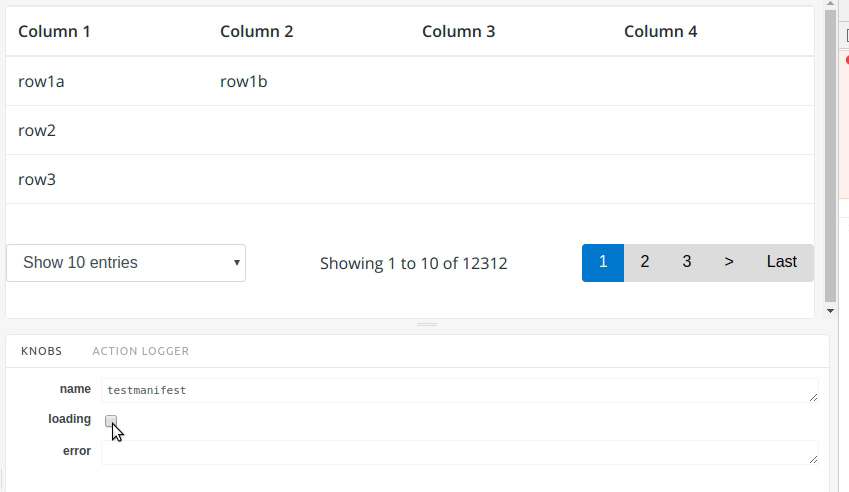 Column 1 Column 2 Column 3 Column 4
row1a row1b
row2
row3
Show 10 entries Showing 1 to 10 of 12312 1 2 3 > Last
KNOBS ACTION LOGGER
name testmanifest
loading
error